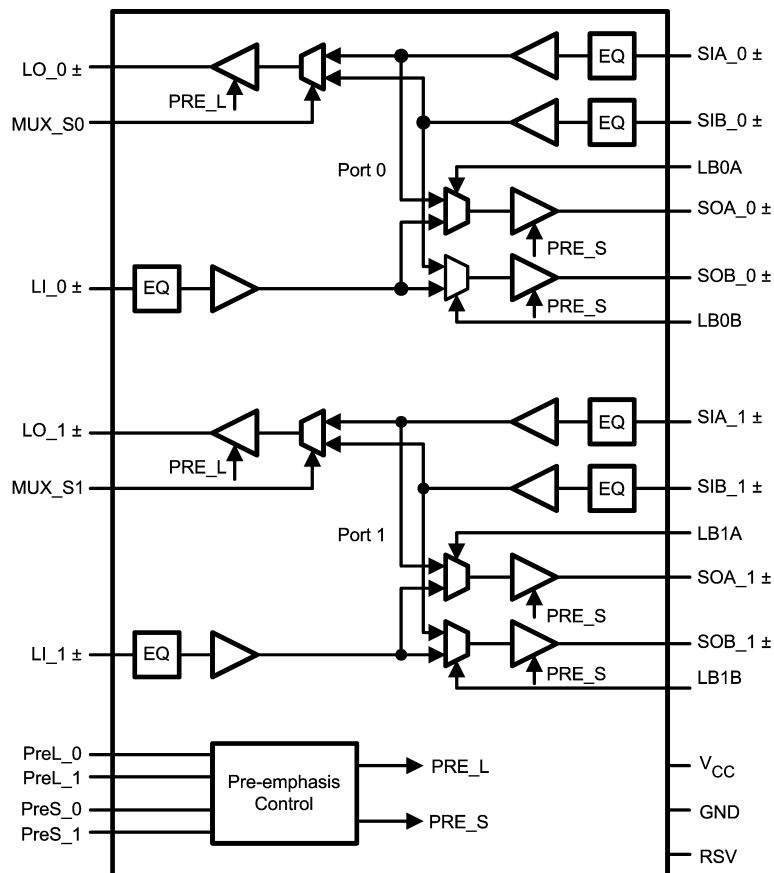 LO_0 ±
MUX_S0
PRE_L
EQ
SIA_0 ±
EQ
SIB_0 ±
Port 0
LB0A
SOA_0 ±
PRE_S
LI_0 ±
EQ
SOB_0 ±
PRE_S
LB0B
LO_1 ±
MUX_S1
PRE_L
EQ
SIA_1 ±
EQ
SIB_1 ±
Port 1
LB1A
SOA_1 ±
PRE_S
LI_1 ±
EQ
SOB_1 ±
PRE_S
LB1B
PreL_0
PreL_1
PreS_0
PreS_1
Pre-emphasis
Control
PRE_L
PRE_S
VCC
GND
RSV